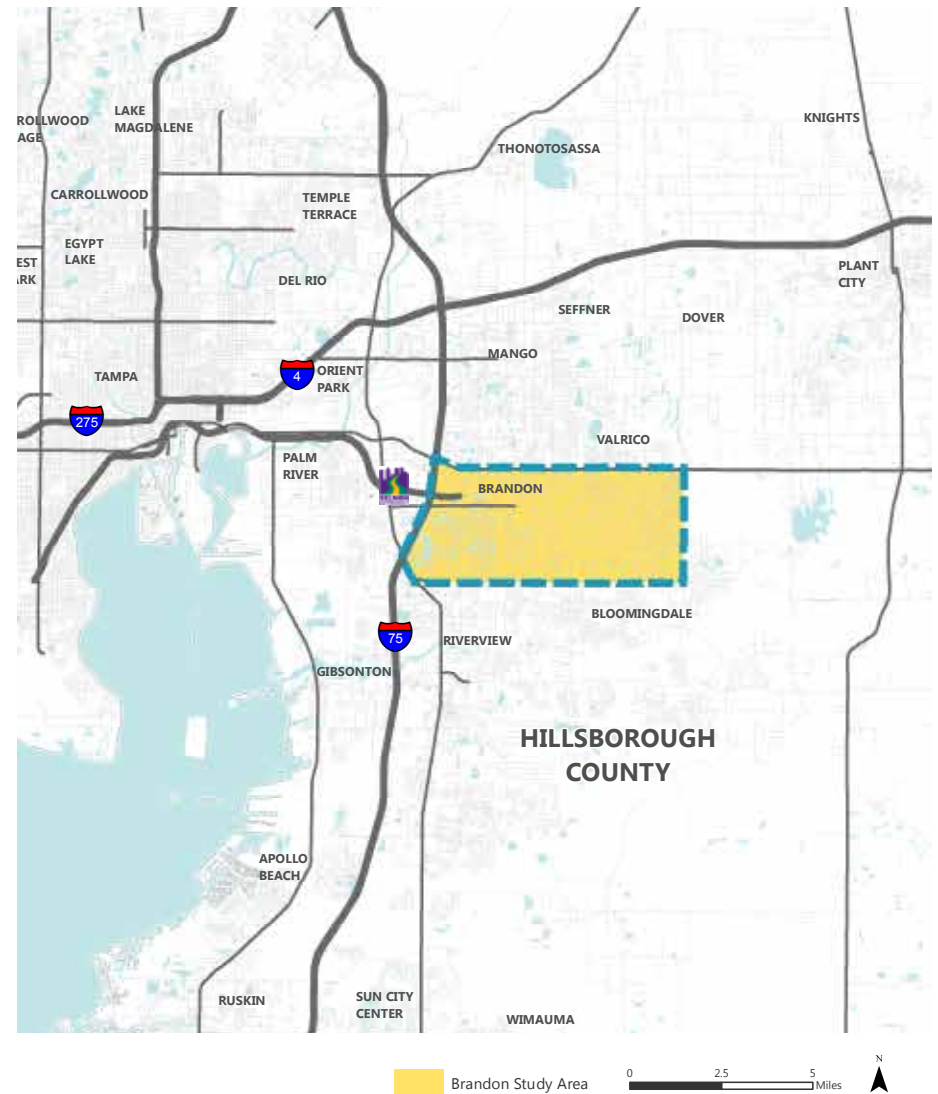 KNIGHTS
LAKE
MAGDALENE
ROLLWOOD
AGE
THONOTOSASSA
CARROLLWOOD
TEMPLE
TERRACE
EGYPT
LAKE
EST
ARK
PLANT
CITY
DEL RIO
SEFFNER
DOVER
MANGO
4
ORIENT
PARK
TAMPA
275
VALRICO
PALM
RIVER
BRANDON
BLOOMINGDALE
75
RIVERVIEW
GIBSONTON
HILLSBOROUGH
COUNTY
APOLLO
BEACH
RUSKIN
SUN CITY
CENTER
WIMAUMA
N
Brandon Study Area
0 2.5 5
Miles